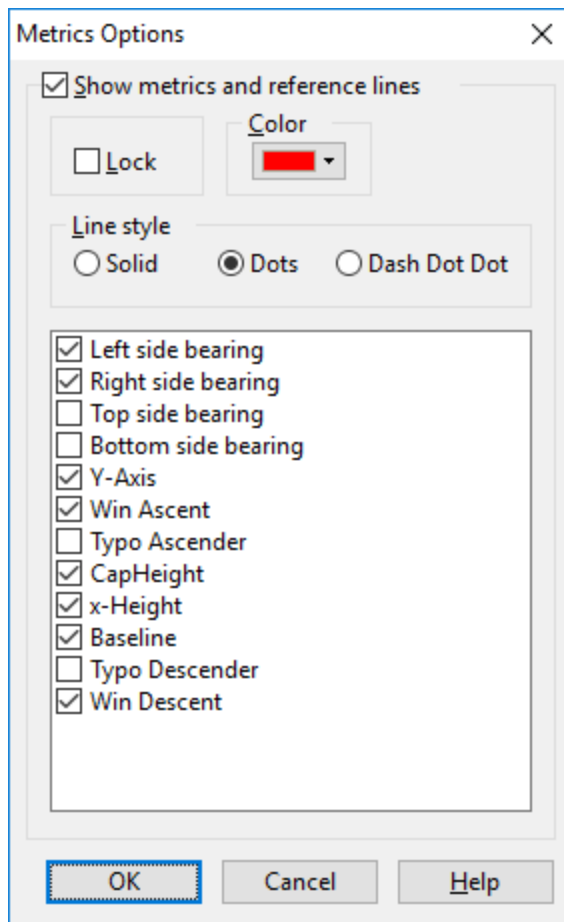 Metrics Options
Show metrics and reference lines
Lock
Color
Line style
Solid Dots Dash Dot Dot
Left side bearing
Right side bearing
Top side bearing
Bottom side bearing
Y-Axis
Win Ascent
Typo Ascender
CapHeight
x-Height
Baseline
Typo Descender
Win Descent
OK Cancel Help